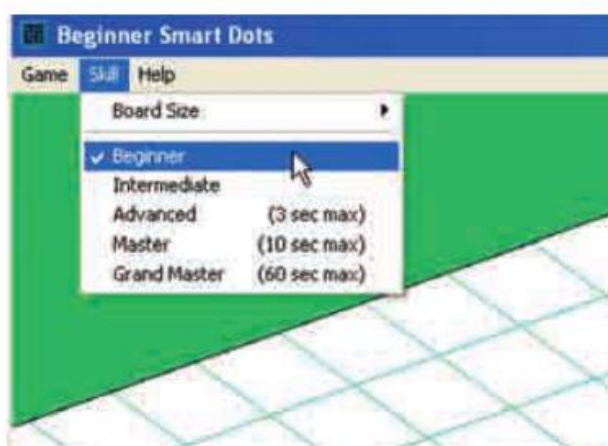 Beginner Smart Dots
Game Skill Help
Board Size
Beginner
Intermediate
Advanced (3 sec max)
Master (10 sec max)
Grand Master (60 sec max)